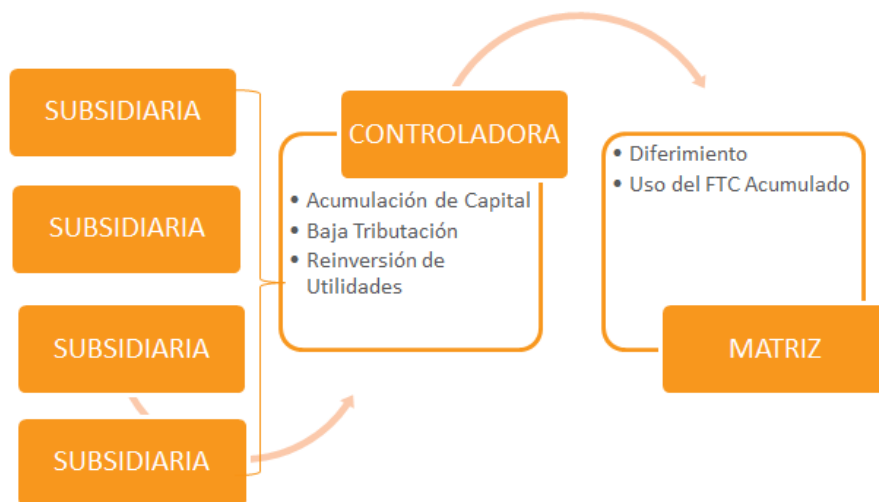 SUBSIDIARIA
SUBSIDIARIA
SUBSIDIARIA
SUBSIDIARIA
CONTROLADORA
• Acumulación de Capital
• Baja Tributación
• Reinversión de
Utilidades
• Diferimiento
• Uso del FTC Acumulado
MATRIZ